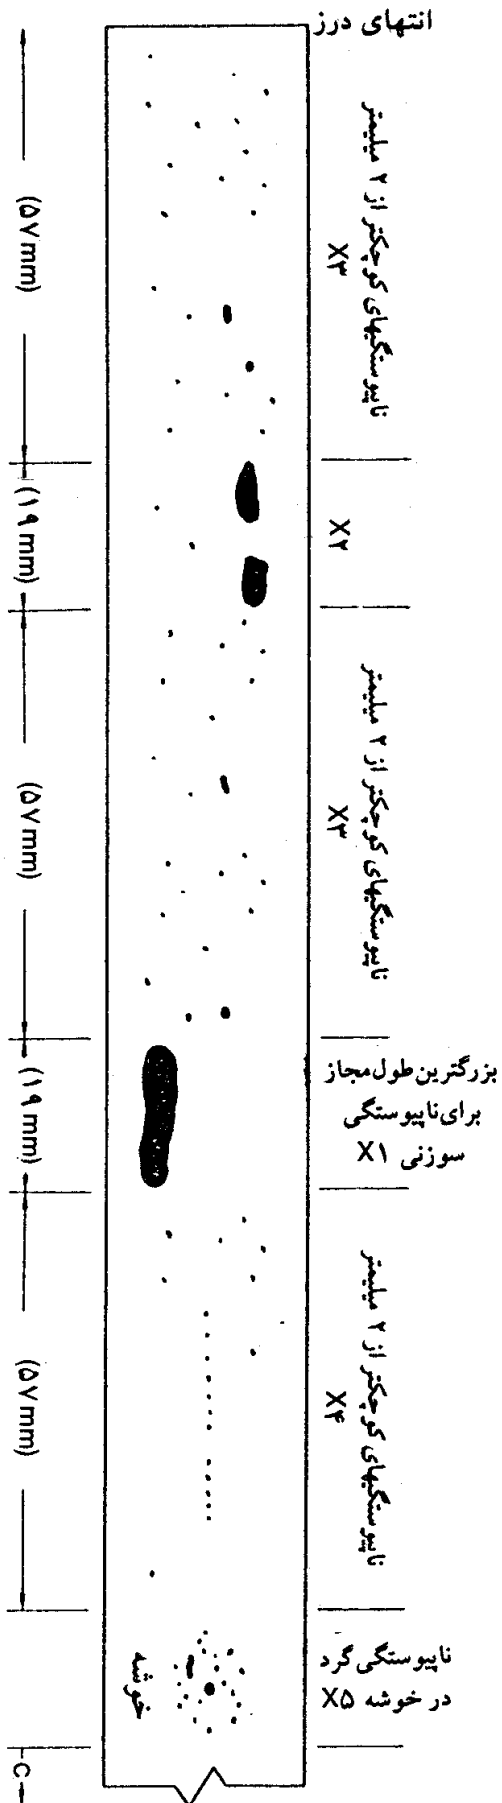 انتهای درز
ناپیوستگیهای کوچکتر از ۲ میلیمتر
X۳
(۵۷ mm)
X۲
(۱۹ mm)
ناپیوستگیهای کوچکتر از ۲ میلیمتر
X۳
(۵۷ mm)
بزرگترین طول مجاز
برای ناپیوستگی
سوزنی X۱
(۱۹ mm)
ناپیوستگیهای کوچکتر از ۲ میلیمتر
X۴
(۵۷ mm)
ناپیوستگی گرد
در خوشه X۵
خوشه
C